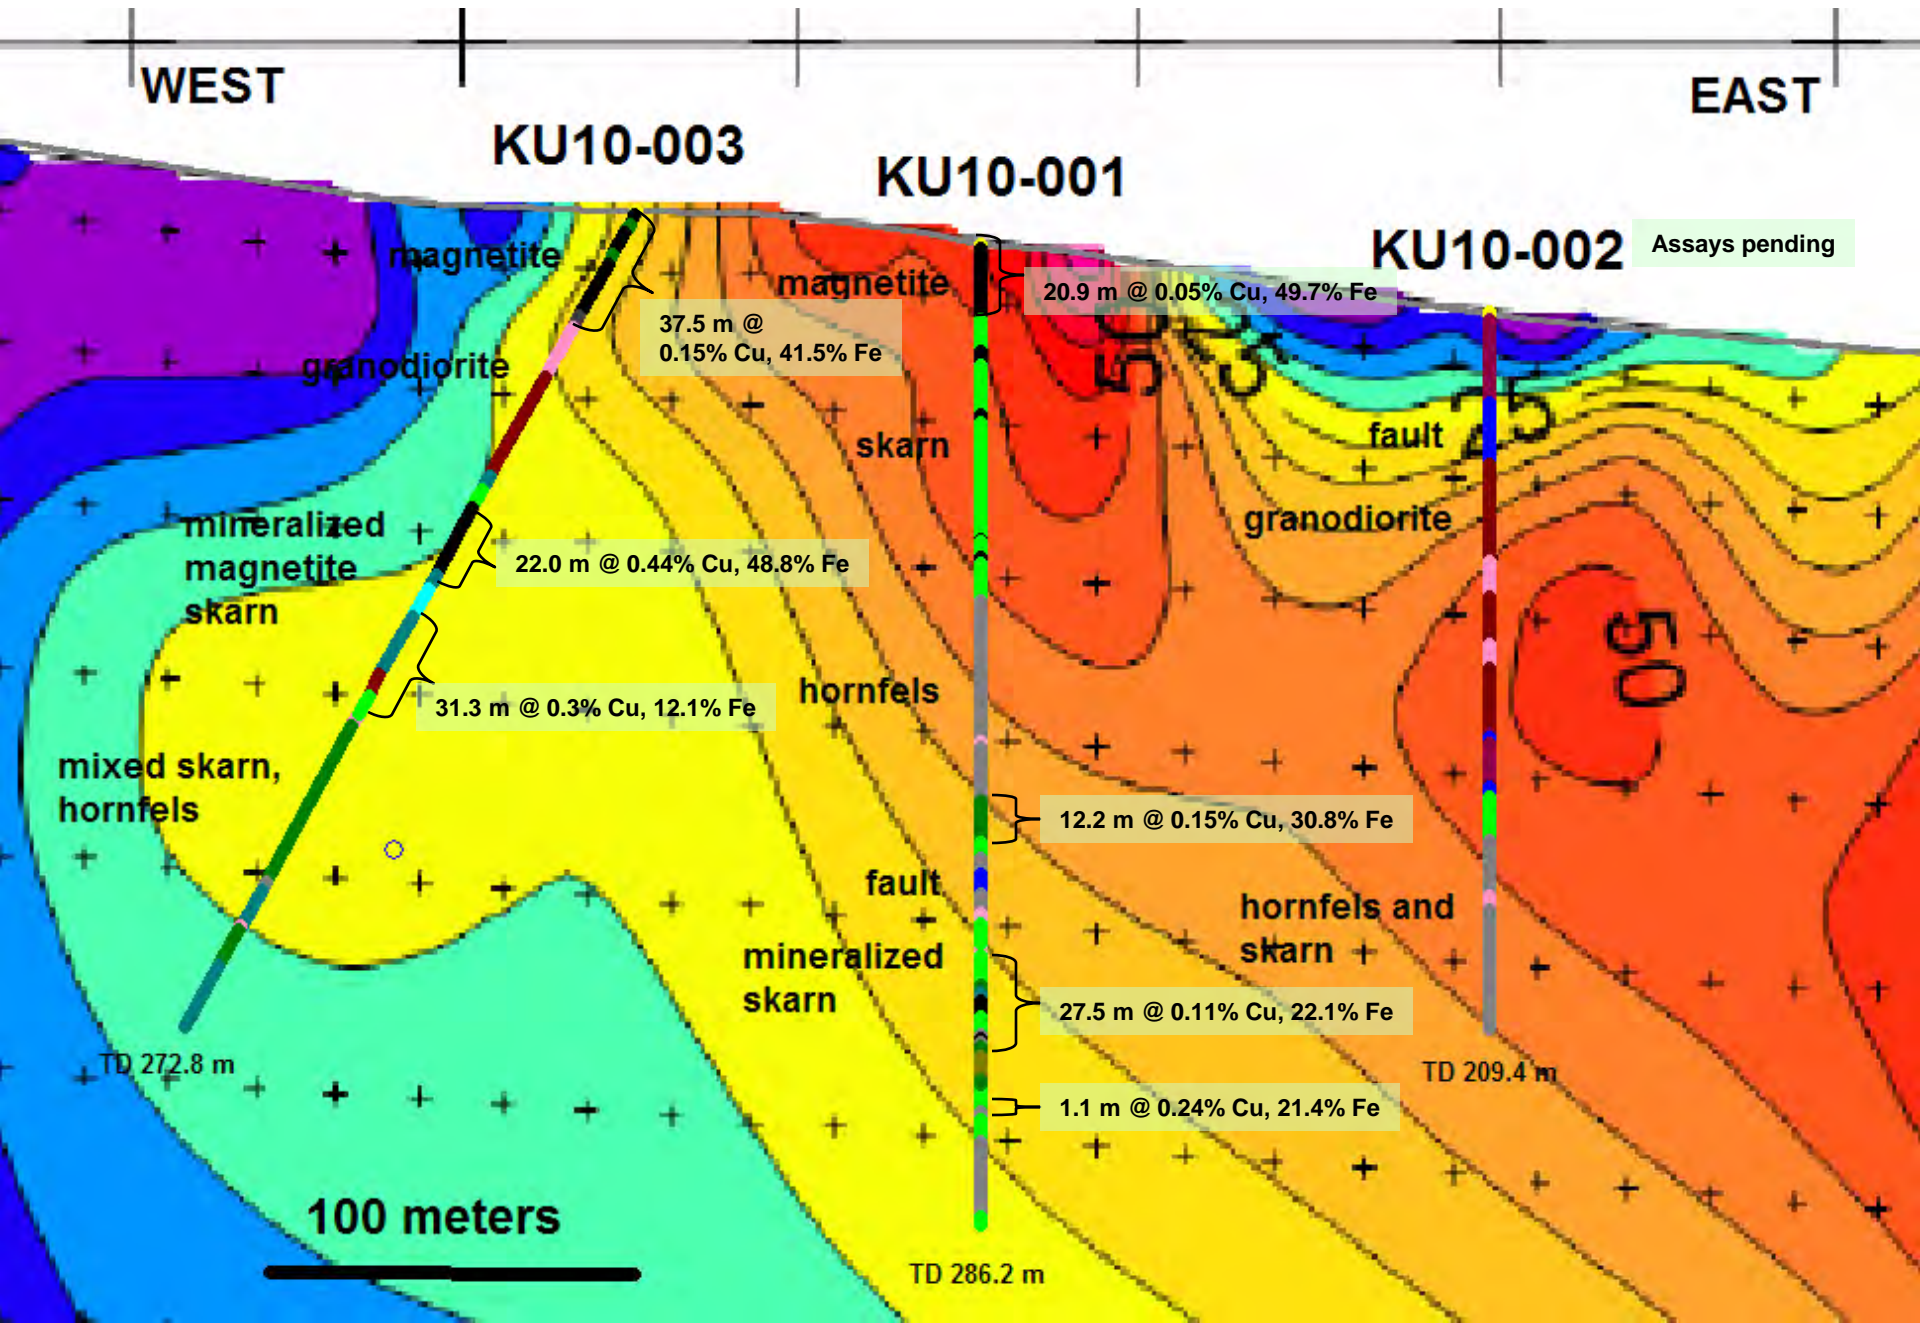 WEST
EAST
KU10-003
KU10-001
KU10-002
Assays pending
magnetite
magnetite
20.9 m @ 0.05% Cu, 49.7% Fe
37.5 m @
0.15% Cu, 41.5% Fe
granodiorite
50
25
25
fault
skarn
granodiorite
mineralized
magnetite
skarn
22.0 m @ 0.44% Cu, 48.8% Fe
50
hornfels
31.3 m @ 0.3% Cu, 12.1% Fe
mixed skarn,
hornfels
12.2 m @ 0.15% Cu, 30.8% Fe
fault
hornfels and
skarn
mineralized
skarn
27.5 m @ 0.11% Cu, 22.1% Fe
TD 272.8 m
TD 209.4 m
1.1 m @ 0.24% Cu, 21.4% Fe
100 meters
TD 286.2 m